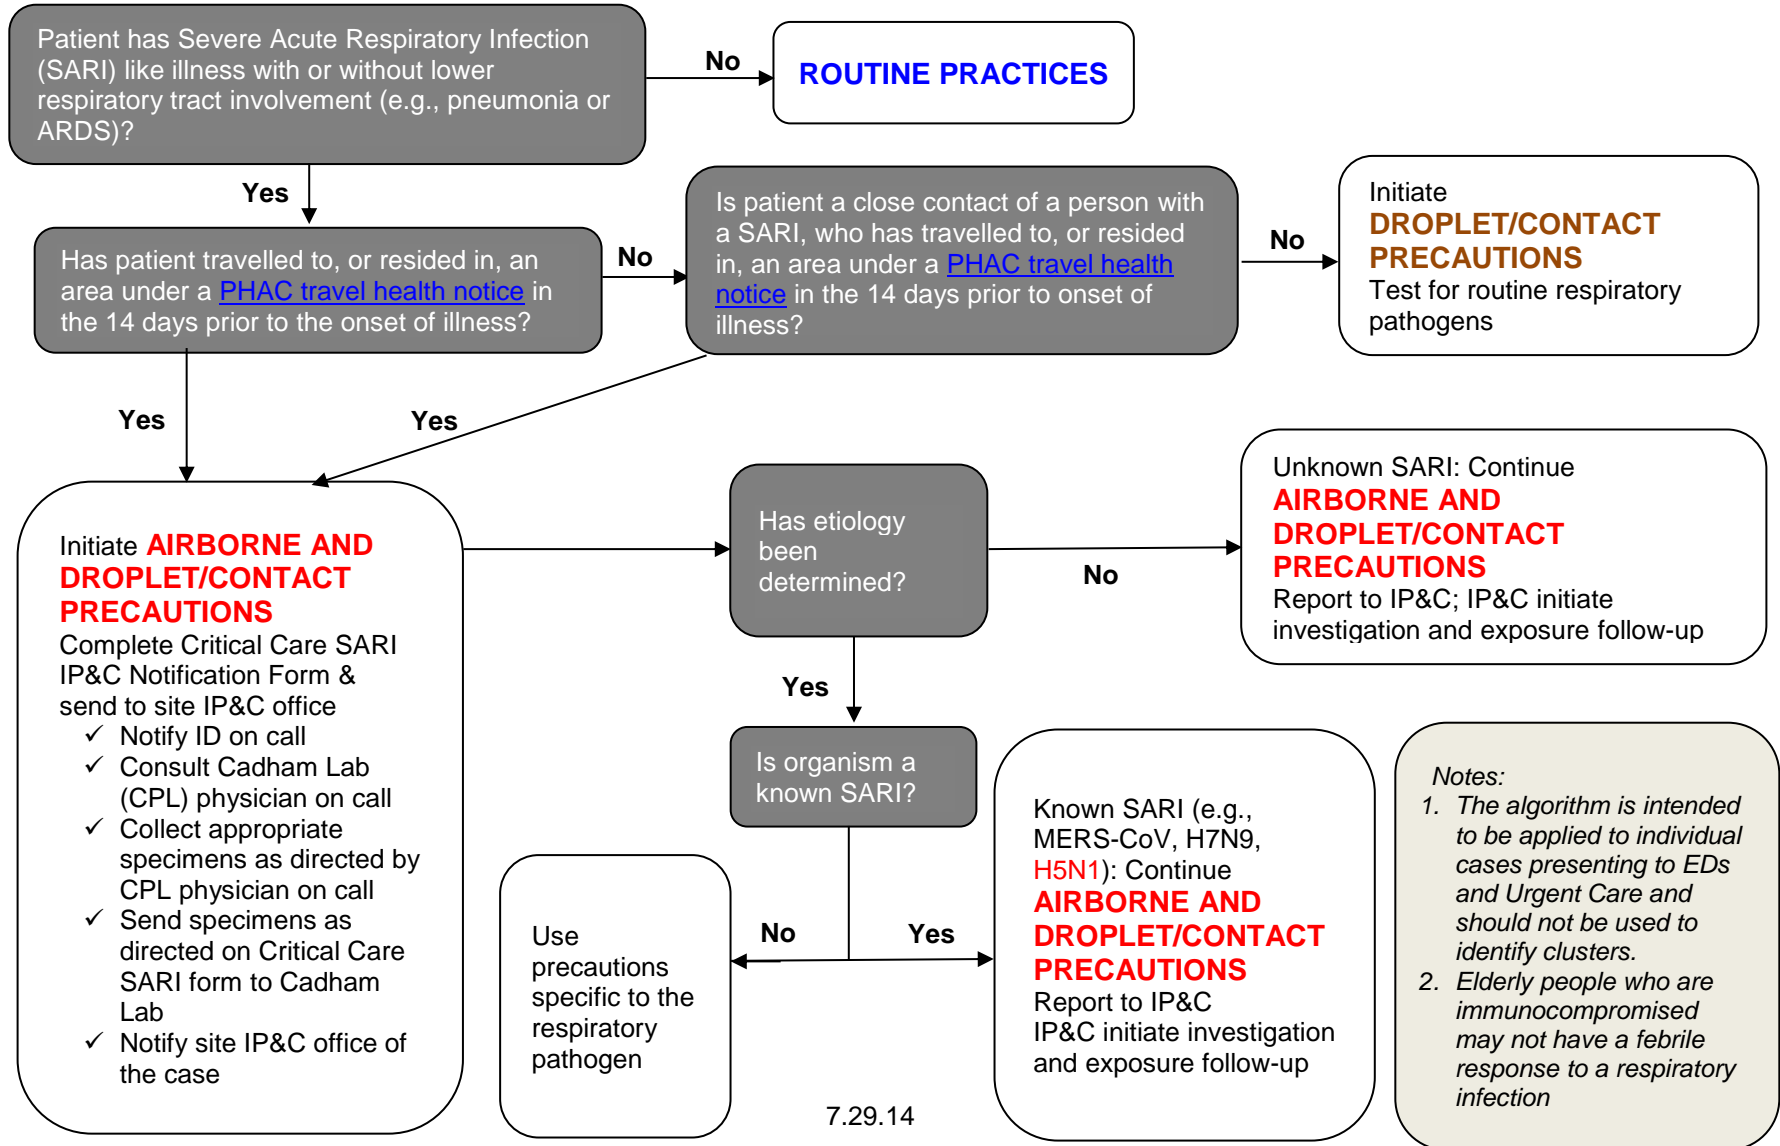 Patient has Severe Acute Respiratory Infection
(SARI) like illness with or without lower
respiratory tract involvement (e.g., pneumonia or
ARDS)?
No
ROUTINE PRACTICES
Yes
Has patient travelled to, or resided in, an
area under a PHAC travel health notice in
the 14 days prior to the onset of illness?
No
Is patient a close contact of a person with
a SARI, who has travelled to, or resided
in, an area under a PHAC travel health
notice in the 14 days prior to onset of
illness?
No
Initiate
DROPLET/CONTACT
PRECAUTIONS
Test for routine respiratory
pathogens
Yes
Yes
Initiate AIRBORNE AND
DROPLET/CONTACT
PRECAUTIONS
Complete Critical Care SARI
IP&C Notification Form &
send to site IP&C office
✓ Notify ID on call
✓ Consult Cadham Lab
(CPL) physician on call
✓ Collect appropriate
specimens as directed by
CPL physician on call
✓ Send specimens as
directed on Critical Care
SARI form to Cadham
Lab
✓ Notify site IP&C office of
the case
Has etiology
been
determined?
No
Unknown SARI: Continue
AIRBORNE AND
DROPLET/CONTACT
PRECAUTIONS
Report to IP&C; IP&C initiate
investigation and exposure follow-up
Yes
Is organism a
known SARI?
No
Yes
Use
precautions
specific to the
respiratory
pathogen
Known SARI (e.g.,
MERS-CoV, H7N9,
H5N1): Continue
AIRBORNE AND
DROPLET/CONTACT
PRECAUTIONS
Report to IP&C
IP&C initiate investigation
and exposure follow-up
Notes:
1. The algorithm is intended
to be applied to individual
cases presenting to EDs
and Urgent Care and
should not be used to
identify clusters.
2. Elderly people who are
immunocompromised
may not have a febrile
response to a respiratory
infection
7.29.14